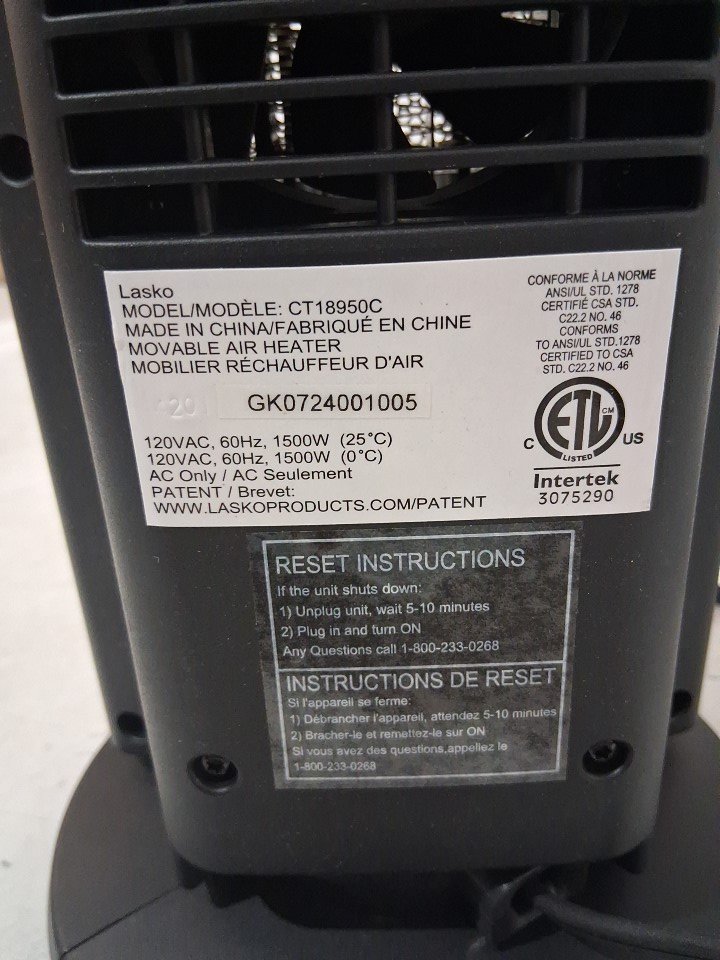 Lasko
MODEL/MODÈLE: CT18950C
MADE IN CHINA/FABRIQUÉ EN CHINE
MOVABLE AIR HEATER
MOBILIER RÉCHAUFFEUR D'AIR
GK0724001005
120VAC, 60Hz, 1500W (25°C)
120VAC, 60Hz, 1500W (0°C)
AC Only / AC Seulement
PATENT / Brevet:
WWW.LASKOPRODUCTS.COM/PATENT
CONFORME À LA NORME
ANSI/UL STD. 1278
CERTIFIÉ CSA STD.
C22.2 NO. 46
CONFORMS
TO ANSI/UL STD.1278
CERTIFIED TO CSA
STD. C22.2 NO. 46
ETL CM
C US
LISTED
Intertek
3075290
RESET INSTRUCTIONS
If the unit shuts down:
1) Unplug unit, wait 5-10 minutes
2) Plug in and turn ON
Any Questions call 1-800-233-0268
INSTRUCTIONS DE RESET
Si l'appareil se ferme:
1) Débrancher l'appareil, attendez 5-10 minutes
2) Bracher-le et remettez-le sur ON
Si vous avez des questions,appellez le
1-800-233-0268